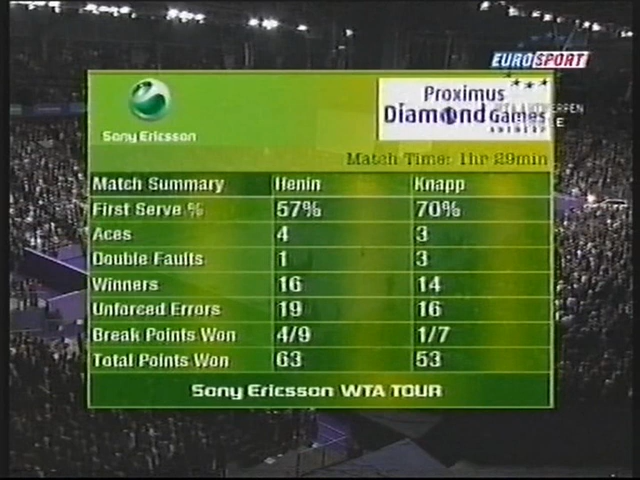 EUROSPORT
Proximus
Diamond Games
ANTWERP
Sony Ericsson
Match Time: 1hr 29min
Match Summary Henin Knapp
First Serve % 57% 70%
Aces 4 3
Double Faults 1 3
Winners 16 14
Unforced Errors 19 16
Break Points Won 4/9 1/7
Total Points Won 63 53
Sony Ericsson WTA TOUR